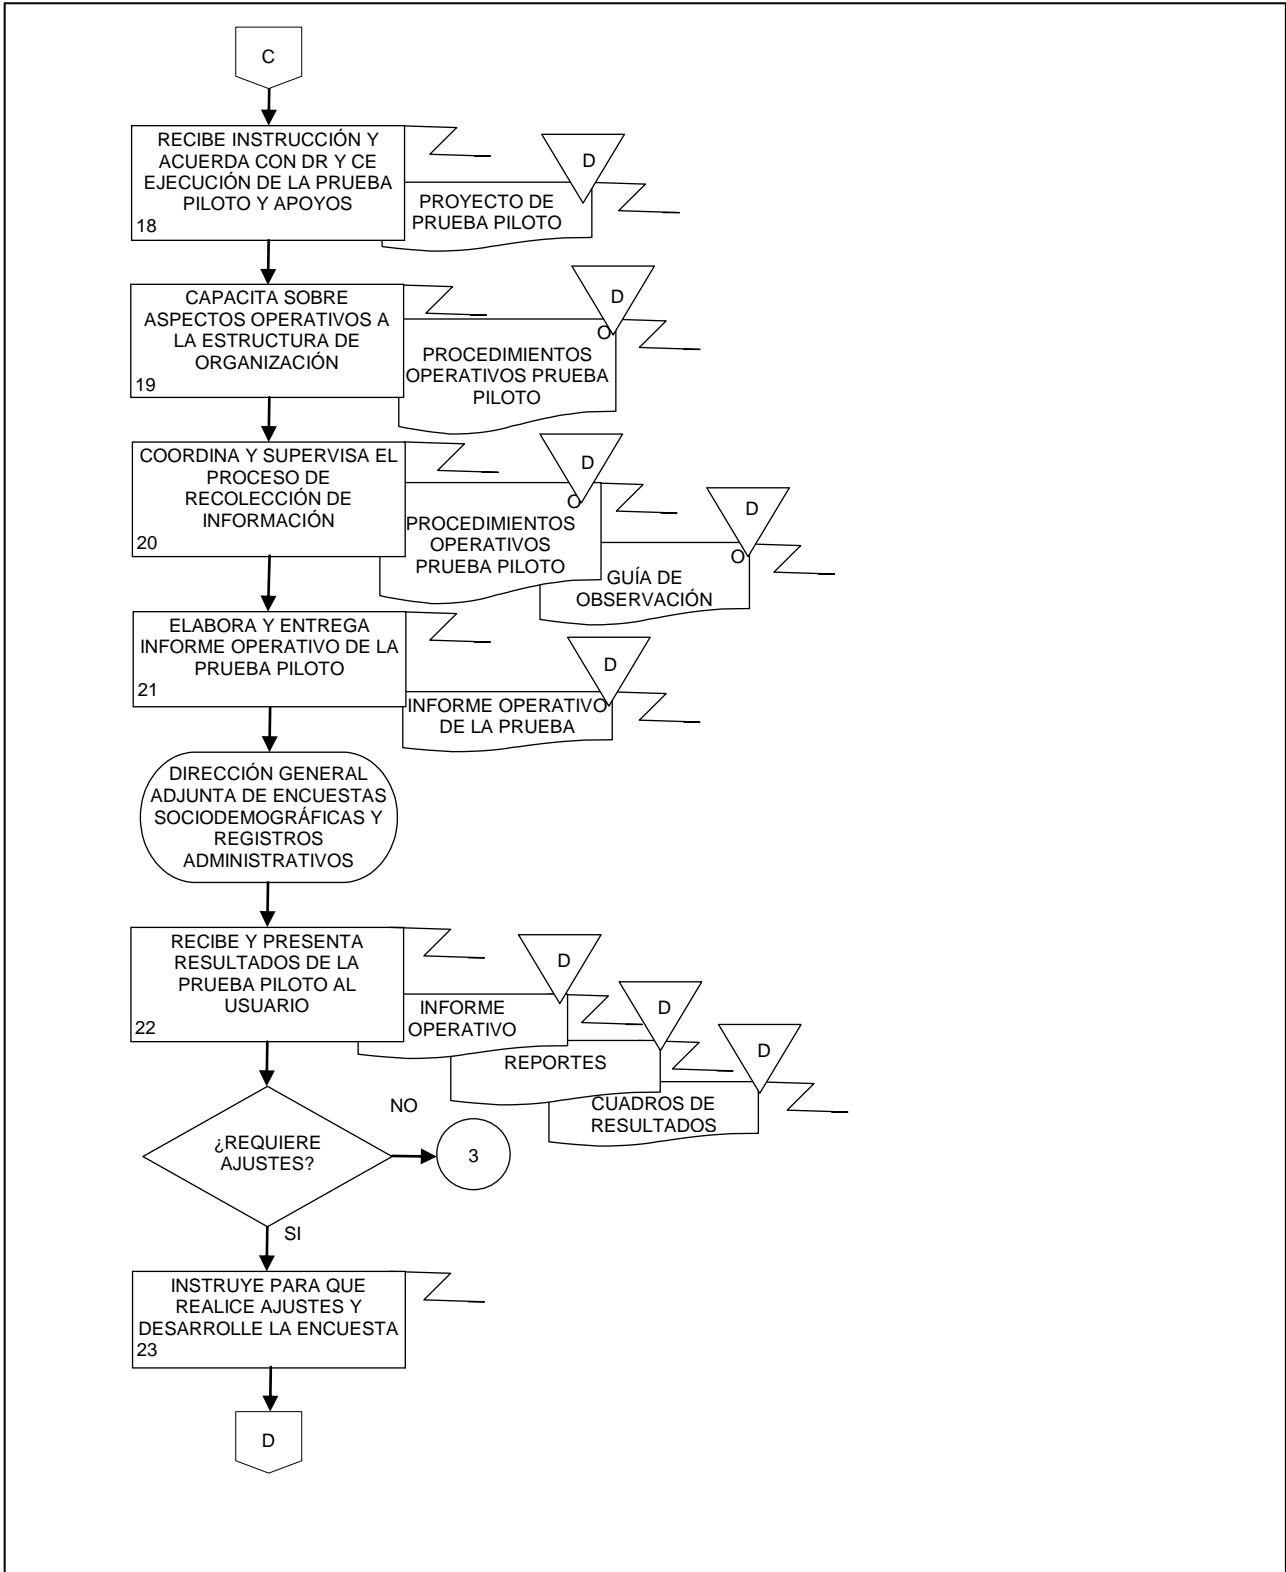 C
RECIBE INSTRUCCIÓN Y
ACUERDA CON DR Y CE
EJECUCIÓN DE LA PRUEBA
PILOTO Y APOYOS
18
D
PROYECTO DE
PRUEBA PILOTO
CAPACITA SOBRE
ASPECTOS OPERATIVOS A
LA ESTRUCTURA DE
ORGANIZACIÓN
19
D
O
PROCEDIMIENTOS
OPERATIVOS PRUEBA
PILOTO
COORDINA Y SUPERVISA EL
PROCESO DE
RECOLECCIÓN DE
INFORMACIÓN
20
D
O
PROCEDIMIENTOS
OPERATIVOS
PRUEBA PILOTO
D
O
GUÍA DE
OBSERVACIÓN
ELABORA Y ENTREGA
INFORME OPERATIVO DE LA
PRUEBA PILOTO
21
D
INFORME OPERATIVO
DE LA PRUEBA
DIRECCIÓN GENERAL
ADJUNTA DE ENCUESTAS
SOCIODEMOGRÁFICAS Y
REGISTROS
ADMINISTRATIVOS
RECIBE Y PRESENTA
RESULTADOS DE LA
PRUEBA PILOTO AL
USUARIO
22
D
INFORME
OPERATIVO
D
REPORTES
D
CUADROS DE
RESULTADOS
¿REQUIERE
AJUSTES?
NO
3
SI
INSTRUYE PARA QUE
REALICE AJUSTES Y
DESARROLLE LA ENCUESTA
23
D